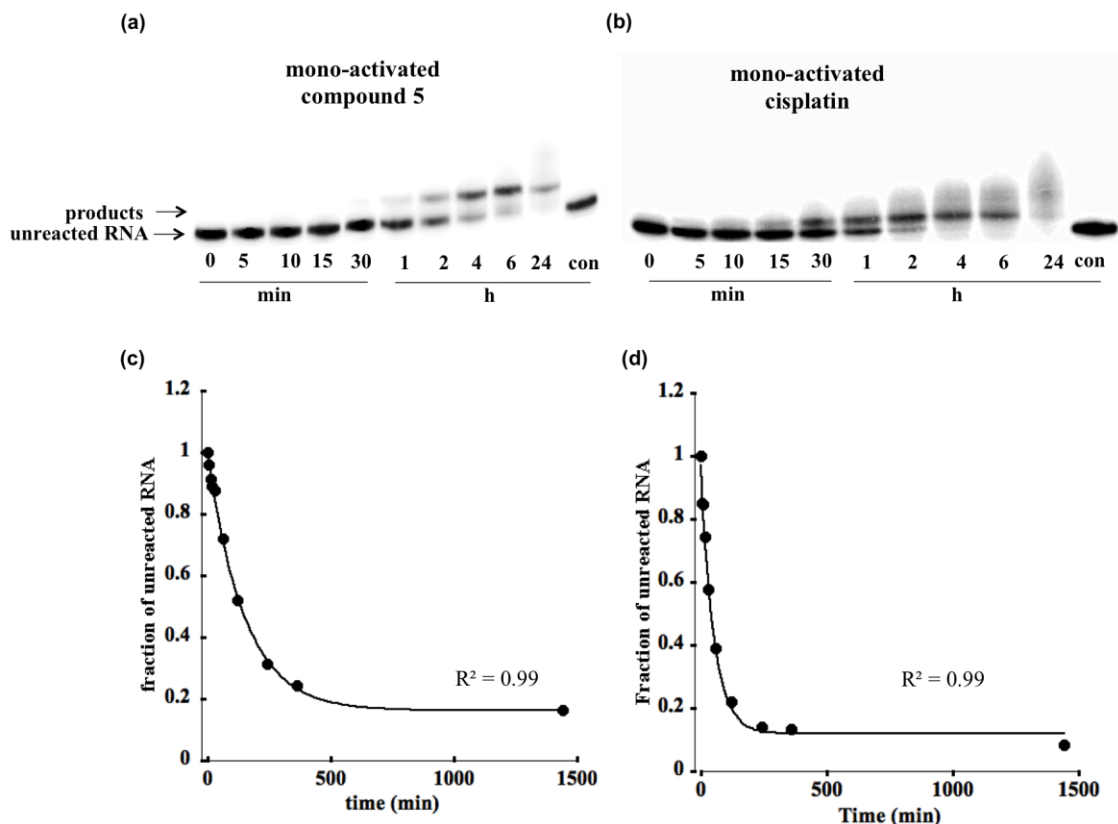 (a)
mono-activated
compound 5
products
unreacted RNA
0 5 10 15 30 1 2 4 6 24 con
min h
(b)
mono-activated
cisplatin
0 5 10 15 30 1 2 4 6 24 con
min h
(c)
1.2
1
0.8
0.6
0.4
0.2
0
fraction of unreacted RNA
R² = 0.99
0 500 1000 1500
time (min)
(d)
1.2
1
0.8
0.6
0.4
0.2
0
Fraction of unreacted RNA
R² = 0.99
0 500 1000 1500
Time (min)